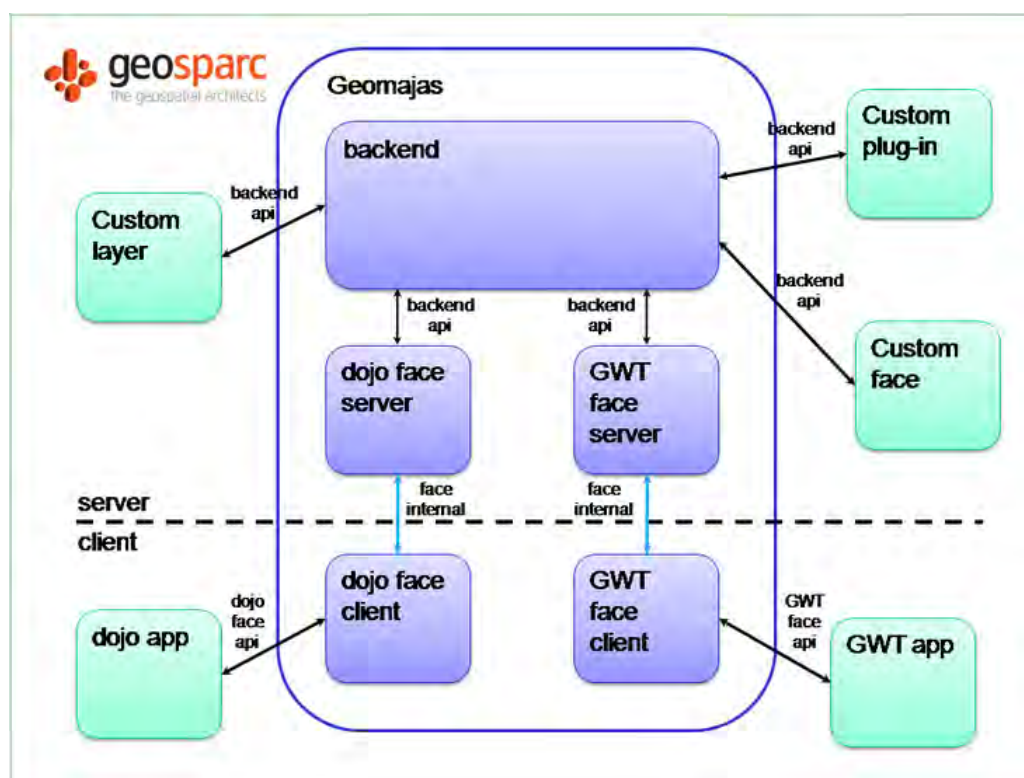 geosparc
the geospatial architects
Geomajas
backend
Custom
plug-in
backend
api
backend
api
Custom
layer
backend
api
Custom
face
backend
api
backend
api
dojo face
server
GWT
face
server
face
internal
face
internal
server
client
dojo face
client
GWT
face
client
dojo
face
api
GWT
face
api
dojo app
GWT app